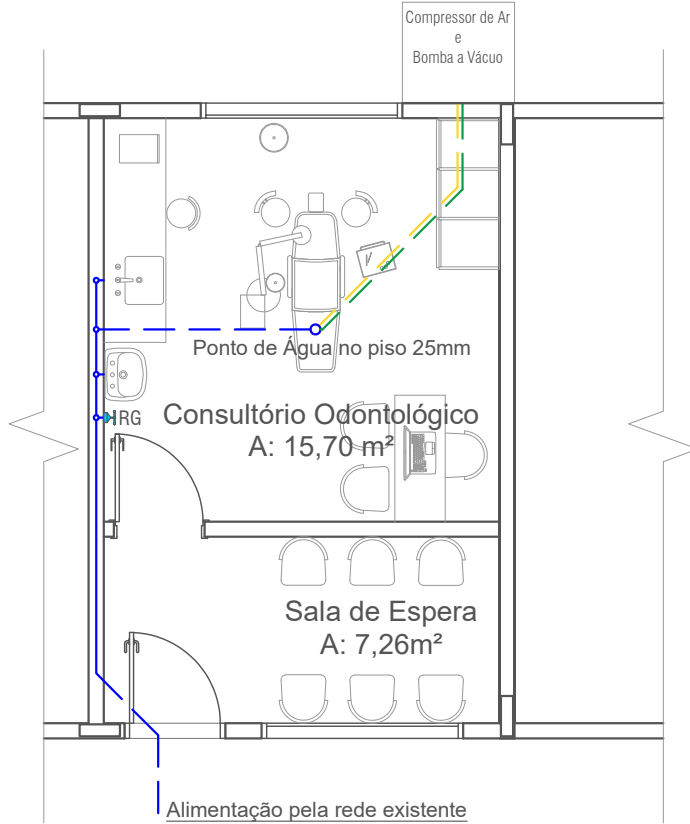 Compressor de Ar
e
Bomba a Vácuo
Ponto de Água no piso 25mm
RG
Consultório Odontológico
A: 15,70 m²
Sala de Espera
A: 7,26m²
Alimentação pela rede existente